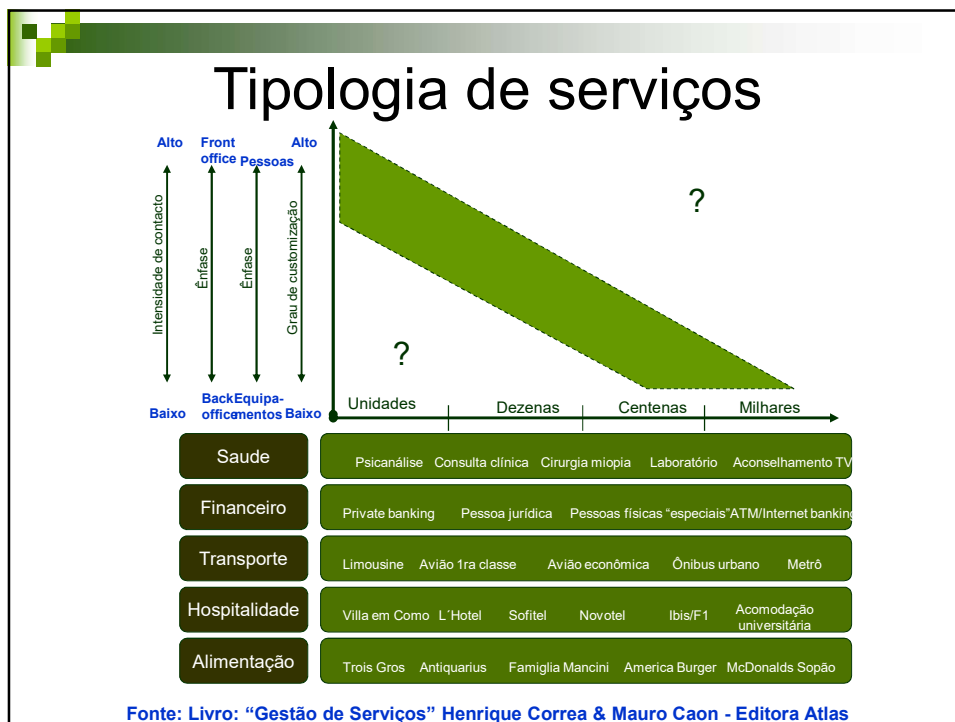 Tipologia de serviços
Alto
Front office
Pessoas
Alto
Intensidade de contacto
Ênfase
Ênfase
Grau de customização
?
?
Baixo
Back office
Equipa-
mentos
Baixo
Unidades
Dezenas
Centenas
Milhares
Saude
Psicanálise Consulta clínica Cirurgia miopia Laboratório Aconselhamento TV
Financeiro
Private banking Pessoa jurídica Pessoas físicas “especiais” ATM/Internet banking
Transporte
Limousine Avião 1ra classe Avião econômica Ônibus urbano Metrô
Hospitalidade
Villa em Como L´Hotel Sofitel Novotel Ibis/F1 Acomodação universitária
Alimentação
Trois Gros Antiquarius Famiglia Mancini America Burger McDonalds Sopão
Fonte: Livro: “Gestão de Serviços” Henrique Correa & Mauro Caon - Editora Atlas